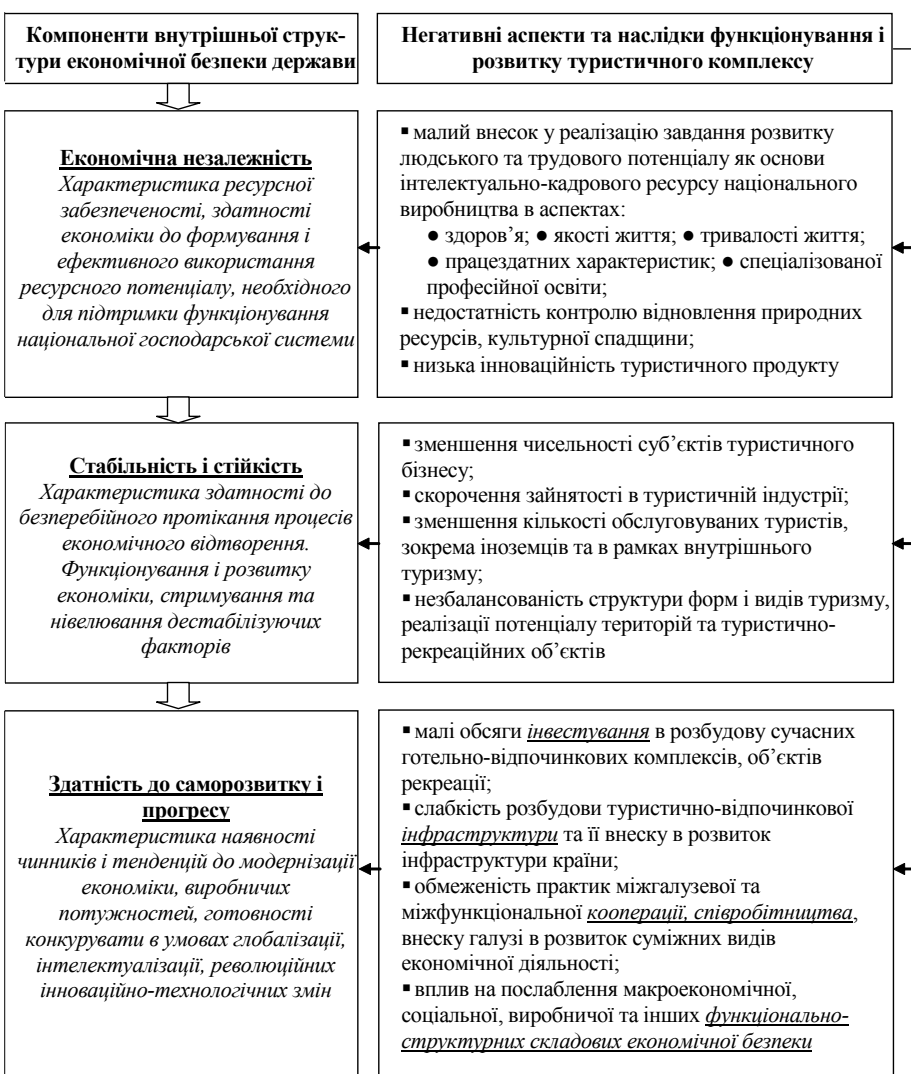 Компоненти внутрішньої струк-
тури економічної безпеки держави
Негативні аспекти та наслідки функціонування і
розвитку туристичного комплексу
Економічна незалежність
Характеристика ресурсної
забезпеченості, здатності
економіки до формування і
ефективного використання
ресурсного потенціалу, необхідного
для підтримки функціонування
національної господарської системи
▪ малий внесок у реалізацію завдання розвитку
людського та трудового потенціалу як основи
інтелектуально-кадрового ресурсу національного
виробництва в аспектах:
● здоров’я; ● якості життя; ● тривалості життя;
● працездатних характеристик; ● спеціалізованої
професійної освіти;
▪ недостатність контролю відновлення природних
ресурсів, культурної спадщини;
▪ низька інноваційність туристичного продукту
Стабільність і стійкість
Характеристика здатності до
безперебійного протікання процесів
економічного відтворення.
Функціонування і розвитку
економіки, стримування та
нівелювання дестабілізуючих
факторів
▪ зменшення чисельності суб’єктів туристичного
бізнесу;
▪ скорочення зайнятості в туристичній індустрії;
▪ зменшення кількості обслуговуваних туристів,
зокрема іноземців та в рамках внутрішнього
туризму;
▪ незбалансованість структури форм і видів туризму,
реалізації потенціалу територій та туристично-
рекреаційних об’єктів
Здатність до саморозвитку і
прогресу
Характеристика наявності
чинників і тенденцій до модернізації
економіки, виробничих
потужностей, готовності
конкурувати в умовах глобалізації,
інтелектуалізації, революційних
інноваційно-технологічних змін
▪ малі обсяги інвестування в розбудову сучасних
готельно-відпочинкових комплексів, об’єктів
рекреації;
▪ слабкість розбудови туристично-відпочинкової
інфраструктури та її внеску в розвиток
інфраструктури країни;
▪ обмеженість практик міжгалузевої та
міжфункціональної кооперації, співробітництва,
внеску галузі в розвиток суміжних видів
економічної діяльності;
▪ вплив на послаблення макроекономічної,
соціальної, виробничої та інших функціонально-
структурних складових економічної безпеки